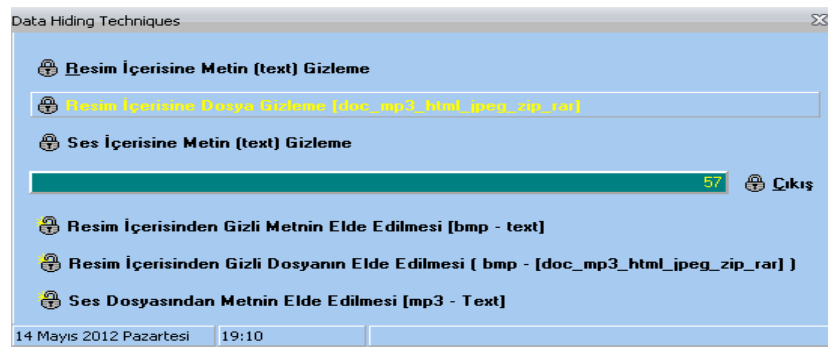 Data Hiding Techniques
Resim İçerisine Metin (text) Gizleme
Resim İçerisine Dosya Gizleme [doc_mp3_html_jpeg_zip_rar]
Ses İçerisine Metin (text) Gizleme
57 Çıkış
Resim İçerisinden Gizli Metnin Elde Edilmesi [bmp - text]
Resim İçerisinden Gizli Dosyanın Elde Edilmesi ( bmp - [doc_mp3_html_jpeg_zip_rar] )
Ses Dosyasından Metnin Elde Edilmesi [mp3 - Text]
14 Mayıs 2012 Pazartesi 19:10